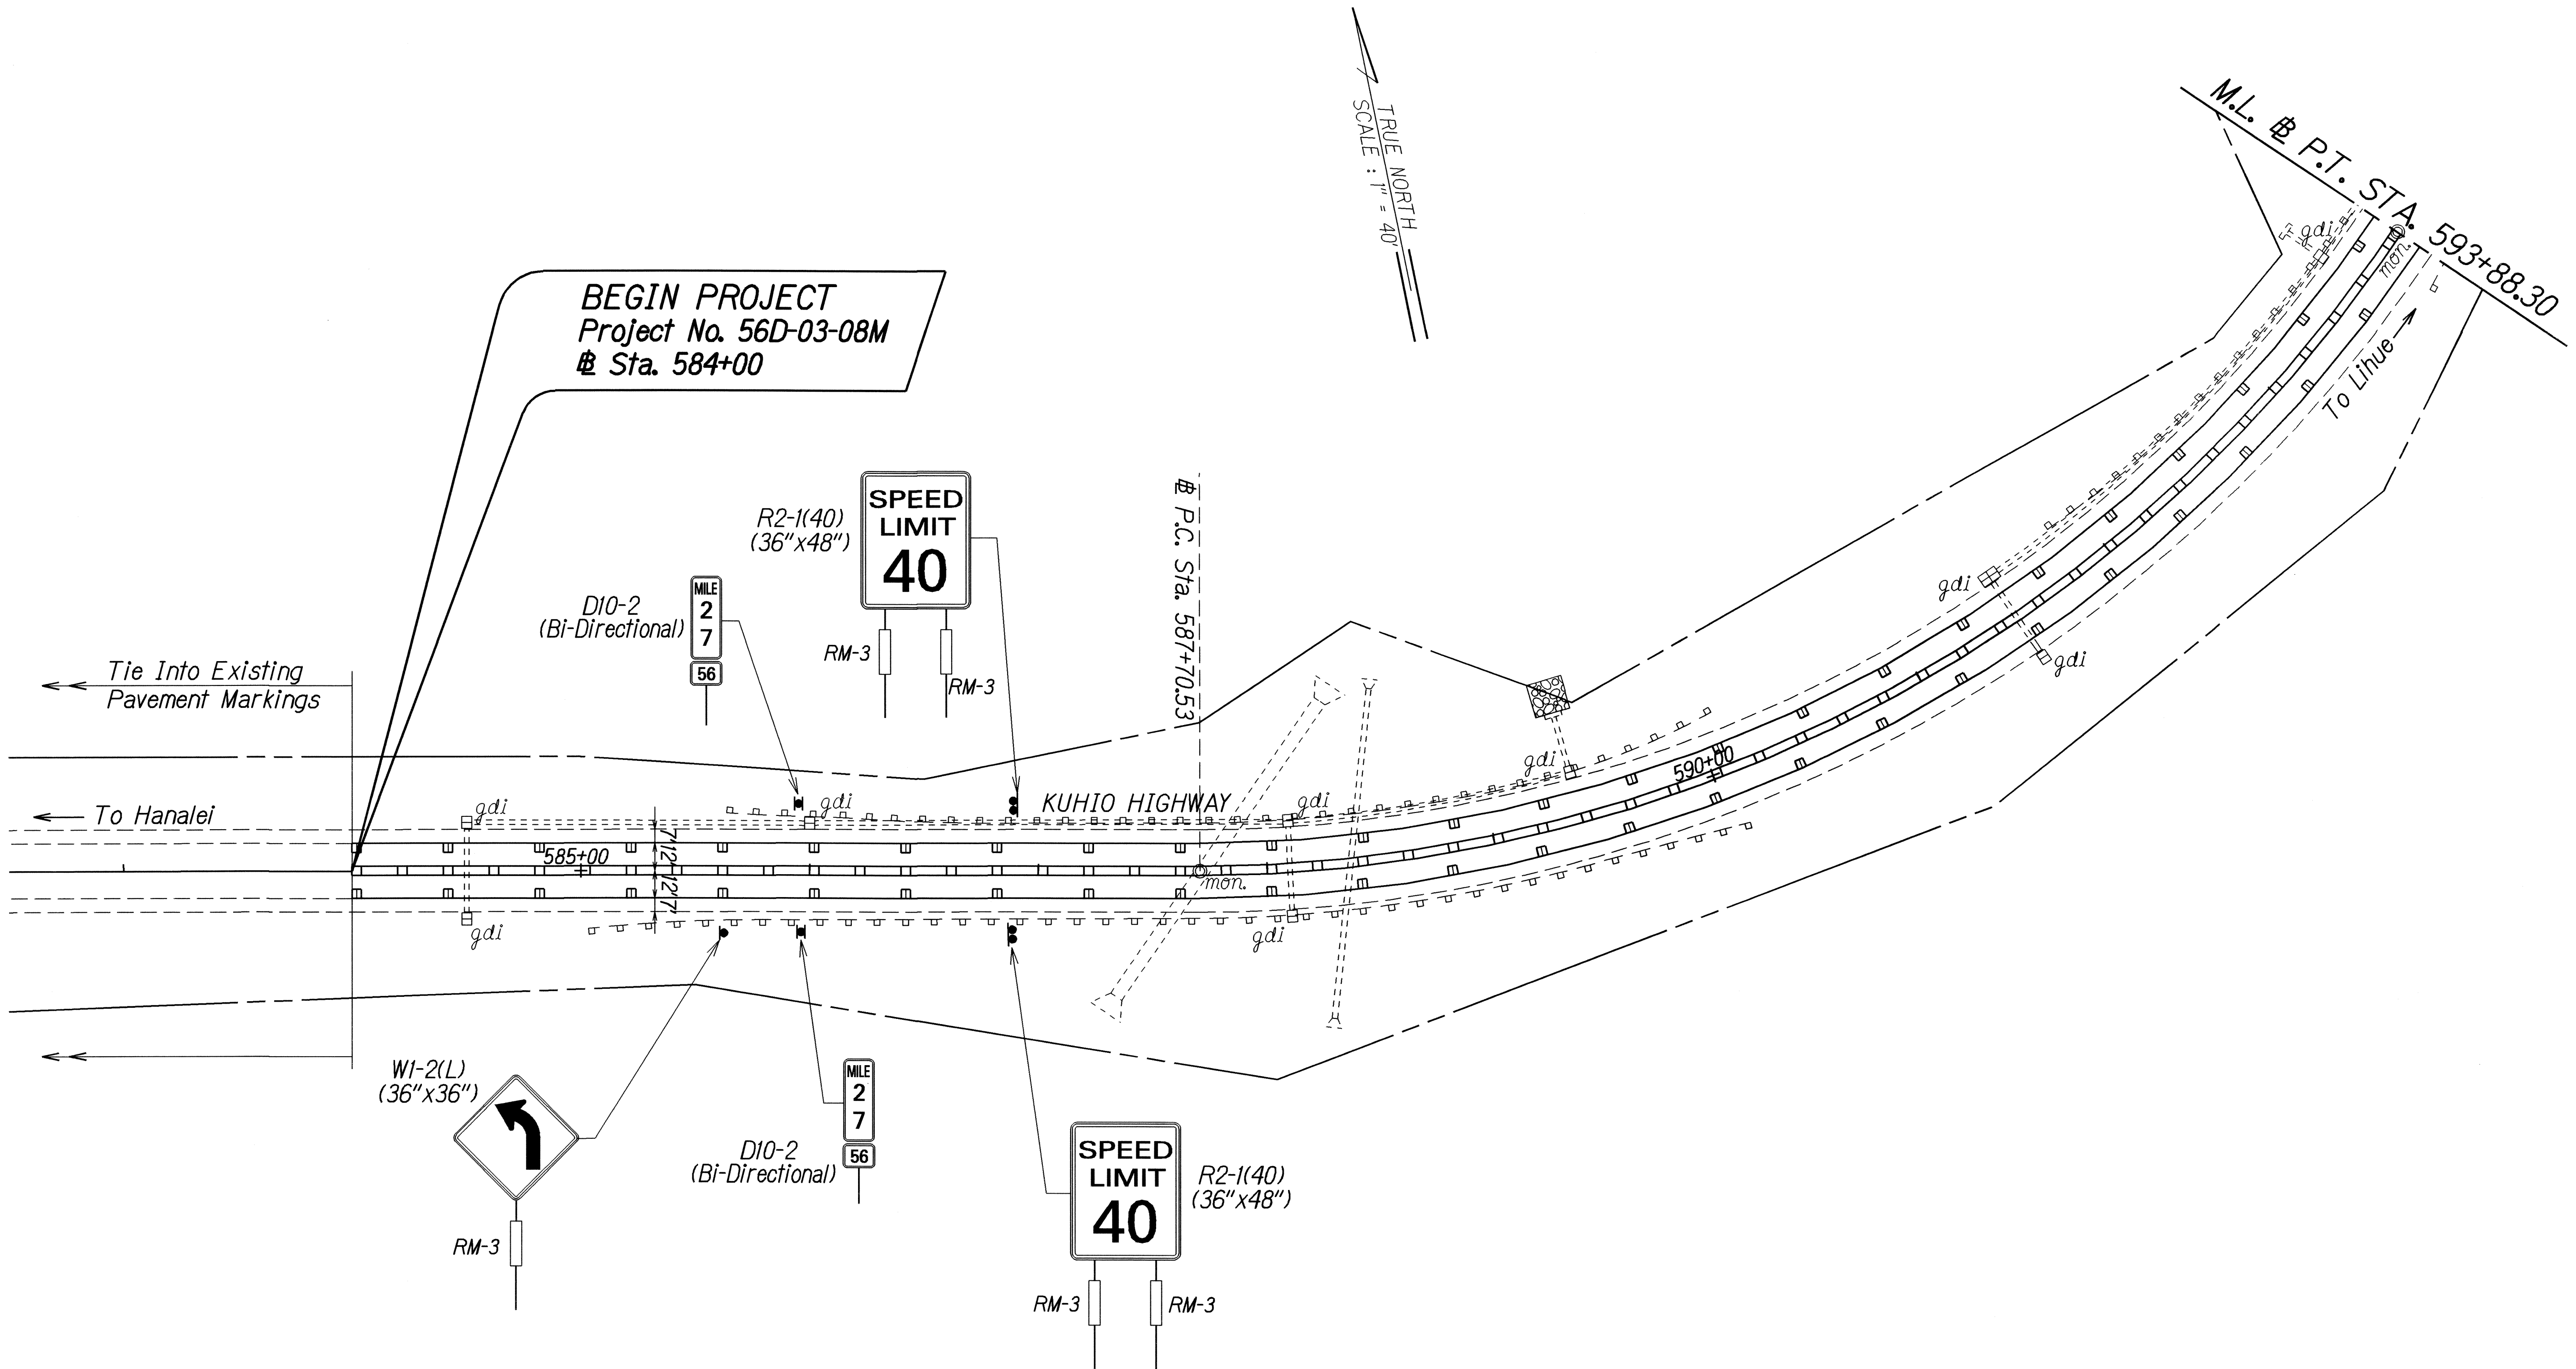 TRUE NORTH
SCALE : 1" = 40'
M.L. ⅊ P.T. STA. 593+88.30
gdi
mon.
To Lihue
BEGIN PROJECT
Project No. 56D-03-08M
⅊ Sta. 584+00
R2-1(40)
(36"x48")
SPEED
LIMIT
40
RM-3
RM-3
D10-2
(Bi-Directional)
MILE
2
7
56
⅊ P.C. Sta. 587+70.53
gdi
gdi
Tie Into Existing
Pavement Markings
To Hanalei
gdi
gdi
KUHIO HIGHWAY
gdi
gdi
590+00
585+00
7'
12'
12'
7'
mon.
gdi
gdi
W1-2(L)
(36"x36")
RM-3
MILE
2
7
56
D10-2
(Bi-Directional)
SPEED
LIMIT
40
R2-1(40)
(36"x48")
RM-3
RM-3